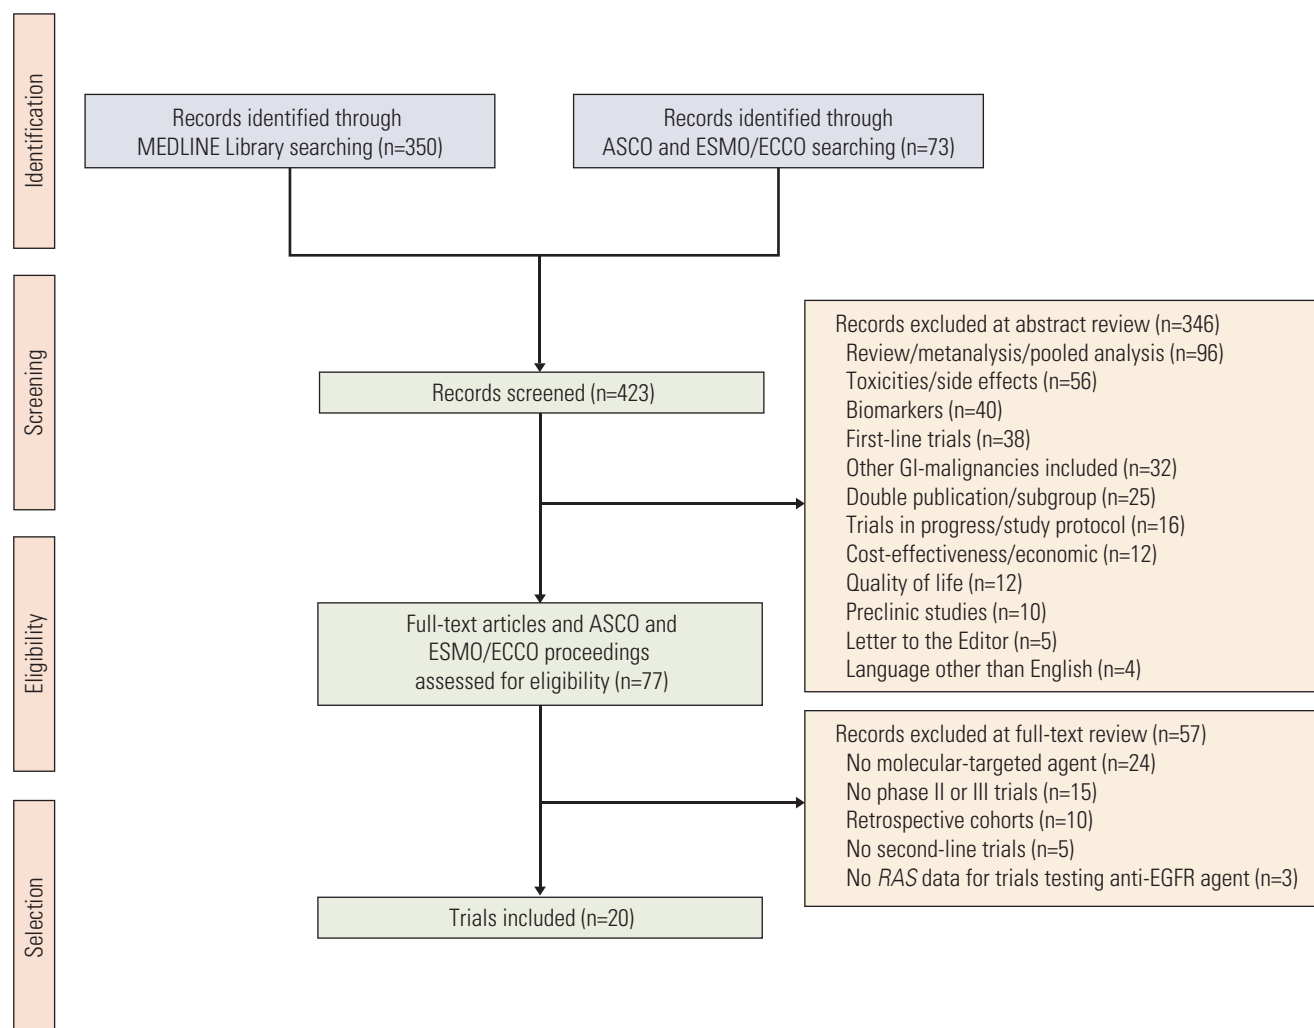 Identification
Records identified through
MEDLINE Library searching (n=350)
Records identified through
ASCO and ESMO/ECCO searching (n=73)
Screening
Records screened (n=423)
Records excluded at abstract review (n=346)
Review/metanalysis/pooled analysis (n=96)
Toxicities/side effects (n=56)
Biomarkers (n=40)
First-line trials (n=38)
Other GI-malignancies included (n=32)
Double publication/subgroup (n=25)
Trials in progress/study protocol (n=16)
Cost-effectiveness/economic (n=12)
Quality of life (n=12)
Preclinic studies (n=10)
Letter to the Editor (n=5)
Language other than English (n=4)
Eligibility
Full-text articles and ASCO and
ESMO/ECCO proceedings
assessed for eligibility (n=77)
Records excluded at full-text review (n=57)
No molecular-targeted agent (n=24)
No phase II or III trials (n=15)
Retrospective cohorts (n=10)
No second-line trials (n=5)
No RAS data for trials testing anti-EGFR agent (n=3)
Selection
Trials included (n=20)